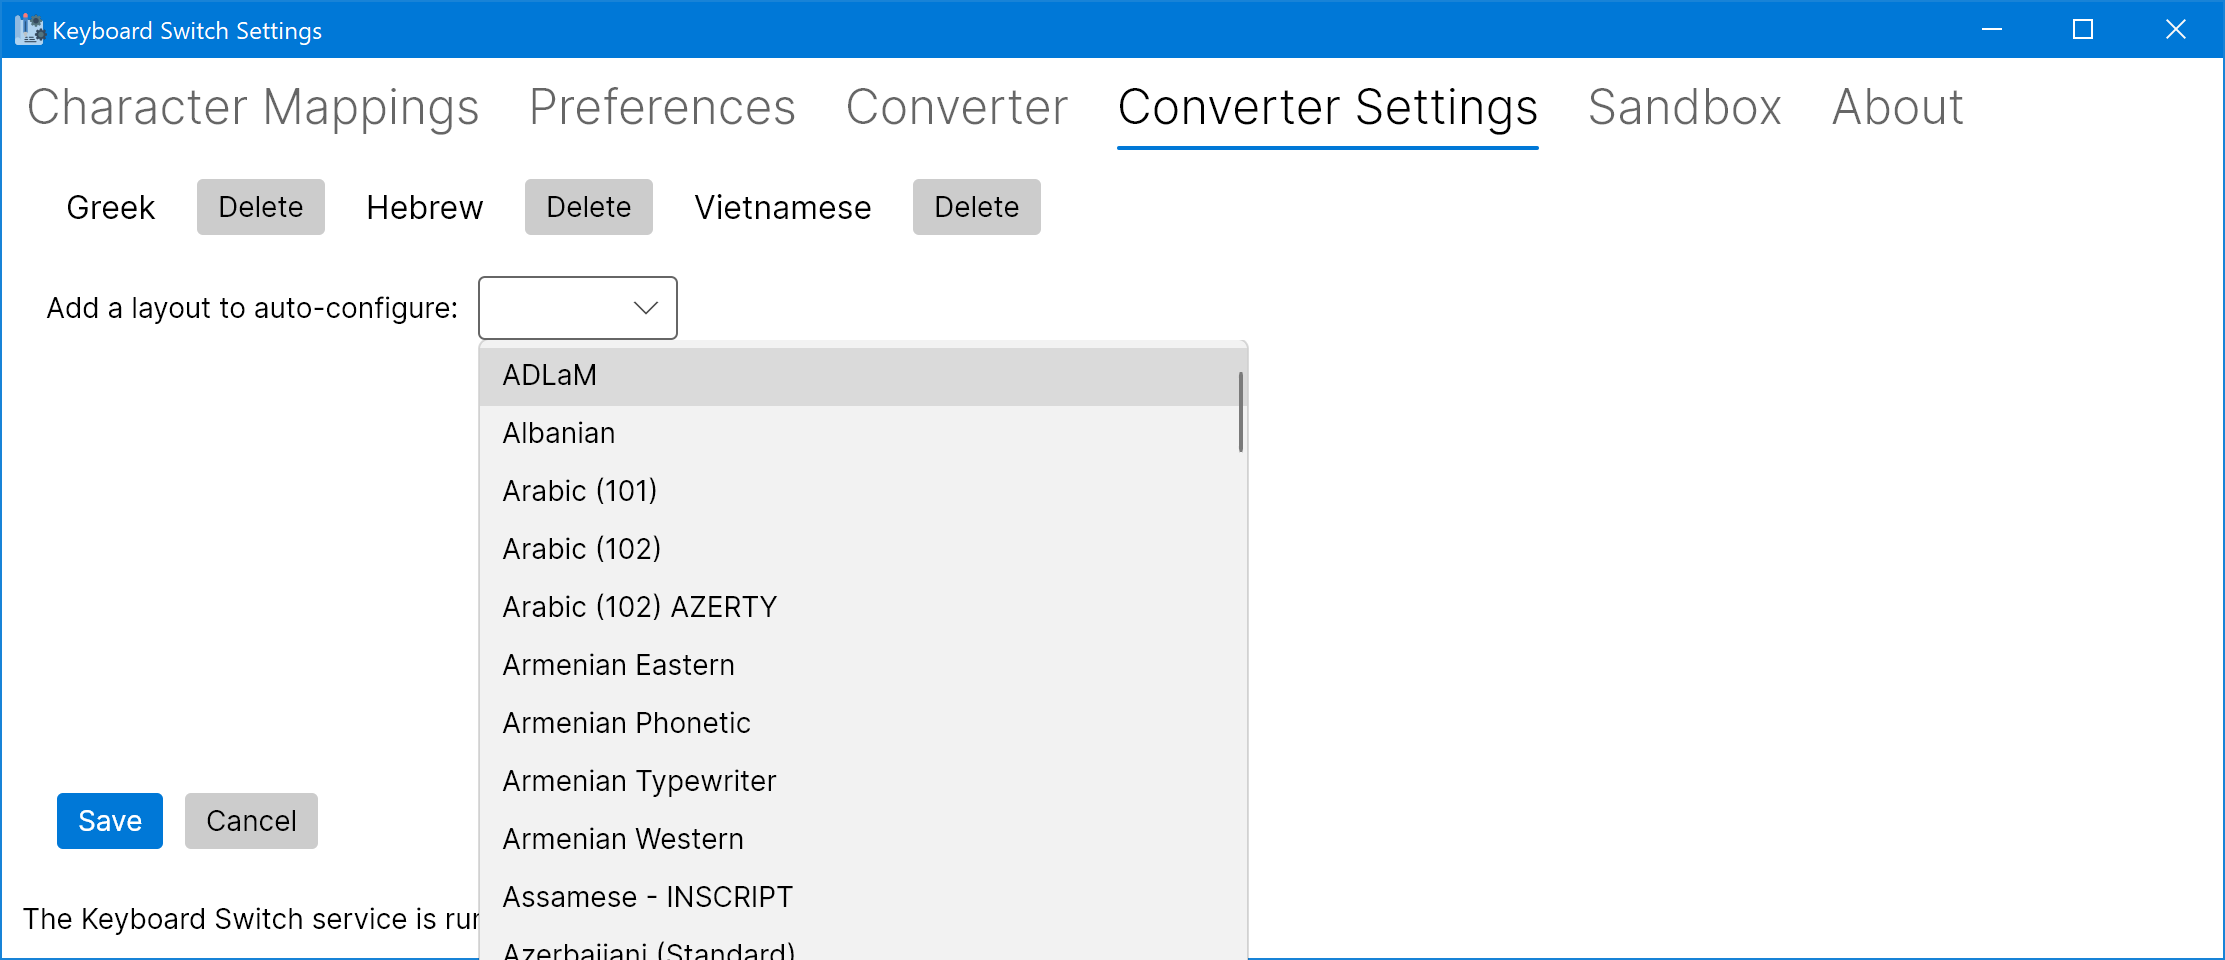 Keyboard Switch Settings
Character Mappings Preferences Converter Converter Settings Sandbox About
Greek Delete Hebrew Delete Vietnamese Delete
Add a layout to auto-configure:
ADLaM
Albanian
Arabic (101)
Arabic (102)
Arabic (102) AZERTY
Armenian Eastern
Armenian Phonetic
Armenian Typewriter
Armenian Western
Assamese - INSCRIPT
Azerbaijani (Standard)
Save Cancel
The Keyboard Switch service is